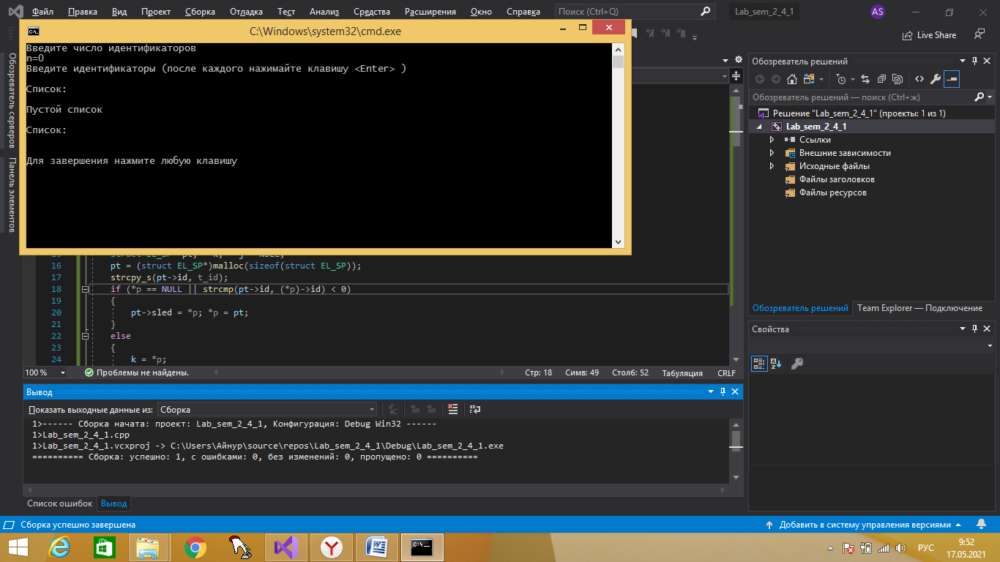 Файл Правка Вид Проект Сборка Отладка Тест Анализ Средства Расширения Окно Справка Поиск (Ctrl+Q) Lab_sem_2_4_1 AS
Live Share
C:\Windows\system32\cmd.exe
C:\.
Введите число идентификаторов
n=0
Введите идентификаторы (после каждого нажимайте клавишу <Enter> )
Список:
Пустой список
Список:
Для завершения нажмите любую клавишу
Обозреватель серверов
Панель элементов
16 pt = (struct EL_SP*)malloc(sizeof(struct EL_SP));
17 strcpy_s(pt->id, t_id);
18 if (*p == NULL || strcmp(pt->id, (*p)->id) < 0)
19 {
20 pt->sled = *p; *p = pt;
21 }
22 else
23 {
24 k = *p;
100 % Проблемы не найдены. Стр: 18 Симв: 49 Столб: 52 Табуляция CRLF
Вывод
Показать выходные данные из: Сборка
1>------ Сборка начата: проект: Lab_sem_2_4_1, Конфигурация: Debug Win32 ------
1>Lab_sem_2_4_1.cpp
1>Lab_sem_2_4_1.vcxproj -> C:\Users\Айнур\source\repos\Lab_sem_2_4_1\Debug\Lab_sem_2_4_1.exe
========== Сборка: успешно: 1, с ошибками: 0, без изменений: 0, пропущено: 0 ==========
Список ошибок Вывод
Обозреватель решений
Обозреватель решений — поиск (Ctrl+ж)
Решение "Lab_sem_2_4_1" (проекты: 1 из 1)
Lab_sem_2_4_1
Ссылки
Внешние зависимости
Исходные файлы
Файлы заголовков
Файлы ресурсов
Обозреватель решений Team Explorer — Подключение
Свойства
Сборка успешно завершена Добавить в систему управления версиями
РУС
9:52
17.05.2021